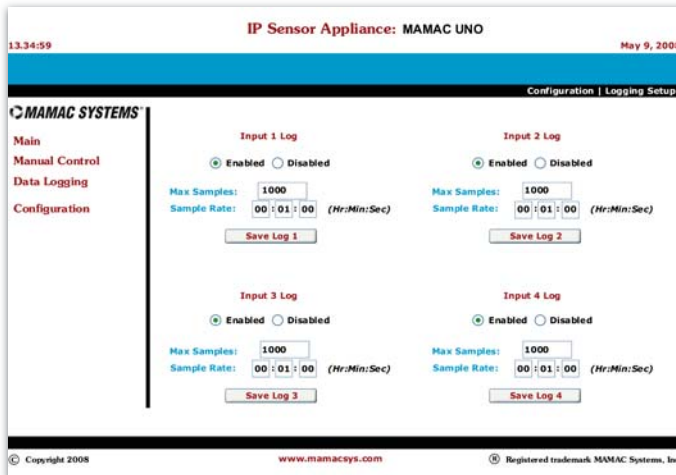 IP Sensor Appliance: MAMAC UNO
13.34:59
May 9, 2008
Configuration | Logging Setup
MAMAC SYSTEMS
Main
Manual Control
Data Logging
Configuration
Input 1 Log
Enabled Disabled
Max Samples: 1000
Sample Rate: 00 : 01 : 00 (Hr:Min:Sec)
Save Log 1
Input 2 Log
Enabled Disabled
Max Samples: 1000
Sample Rate: 00 : 01 : 00 (Hr:Min:Sec)
Save Log 2
Input 3 Log
Enabled Disabled
Max Samples: 1000
Sample Rate: 00 : 01 : 00 (Hr:Min:Sec)
Save Log 3
Input 4 Log
Enabled Disabled
Max Samples: 1000
Sample Rate: 00 : 01 : 00 (Hr:Min:Sec)
Save Log 4
© Copyright 2008
www.mamacsys.com
® Registered trademark MAMAC Systems, Inc